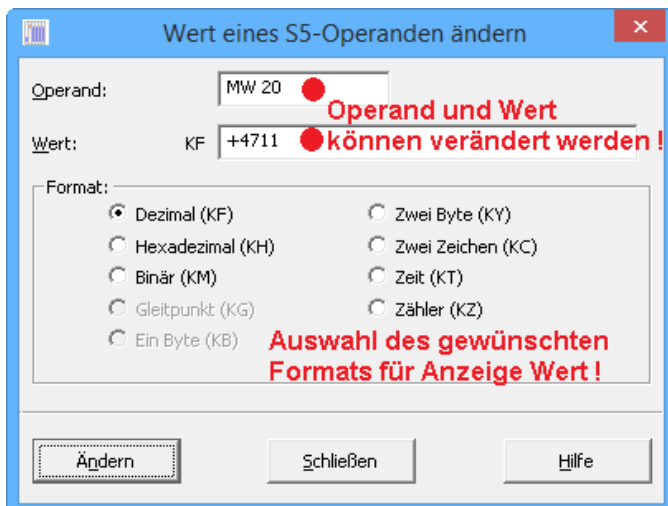 Wert eines S5-Operanden ändern
Operand: MW 20
Operand und Wert
Wert: KF +4711 können verändert werden !
Format:
Dezimal (KF) Zwei Byte (KY)
Hexadezimal (KH) Zwei Zeichen (KC)
Binär (KM) Zeit (KT)
Gleitpunkt (KG) Zähler (KZ)
Ein Byte (KB) Auswahl des gewünschten
Formats für Anzeige Wert !
Ändern Schließen Hilfe